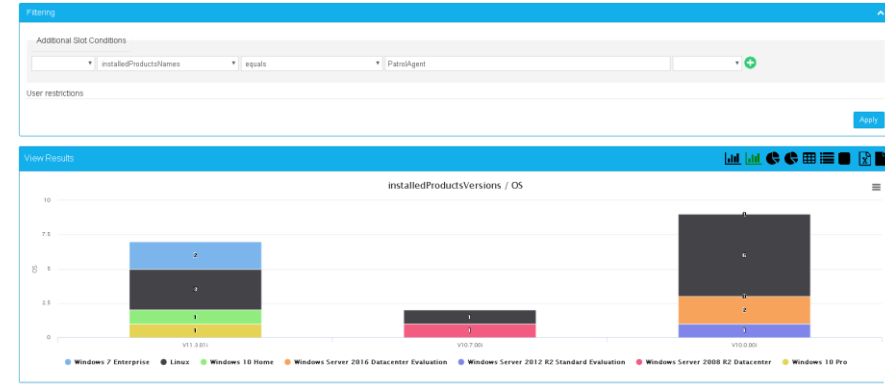 Filtering
Additional Slot Conditions
installedProductsNames equals PatrolAgent
User restrictions
Apply
View Results
installedProductsVersions / OS
10
7.5
5
2.5
0
OS
2
3
1
1
1
1
0
6
0
2
1
V11.3.01i V10.7.00i V10.0.00i
Windows 7 Enterprise Linux Windows 10 Home Windows Server 2016 Datacenter Evaluation Windows Server 2012 R2 Standard Evaluation Windows Server 2008 R2 Datacenter Windows 10 Pro